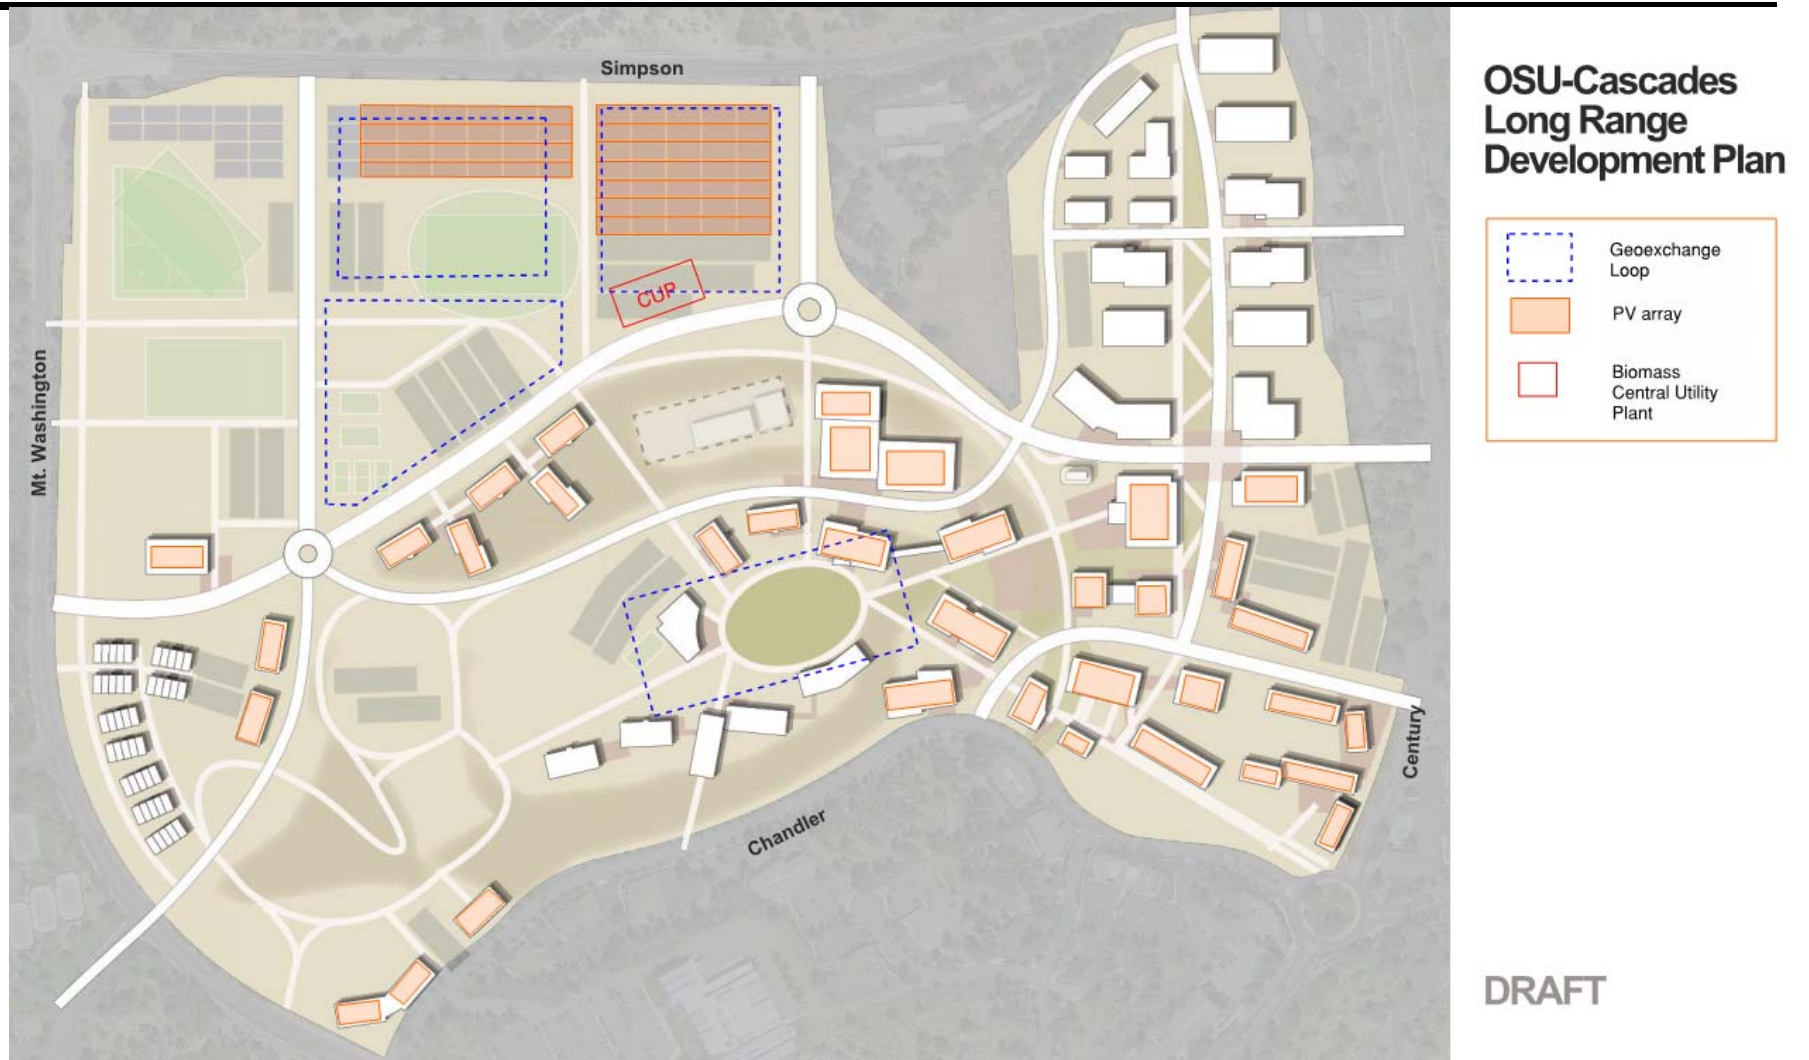 Simpson
CUP
Mt. Washington
Century
Chandler
OSU-Cascades
Long Range
Development Plan
Geoexchange
Loop
PV array
Biomass
Central Utility
Plant
DRAFT